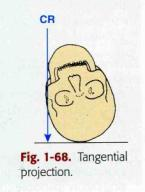 CR
Fig. 1-68. Tangential
projection.